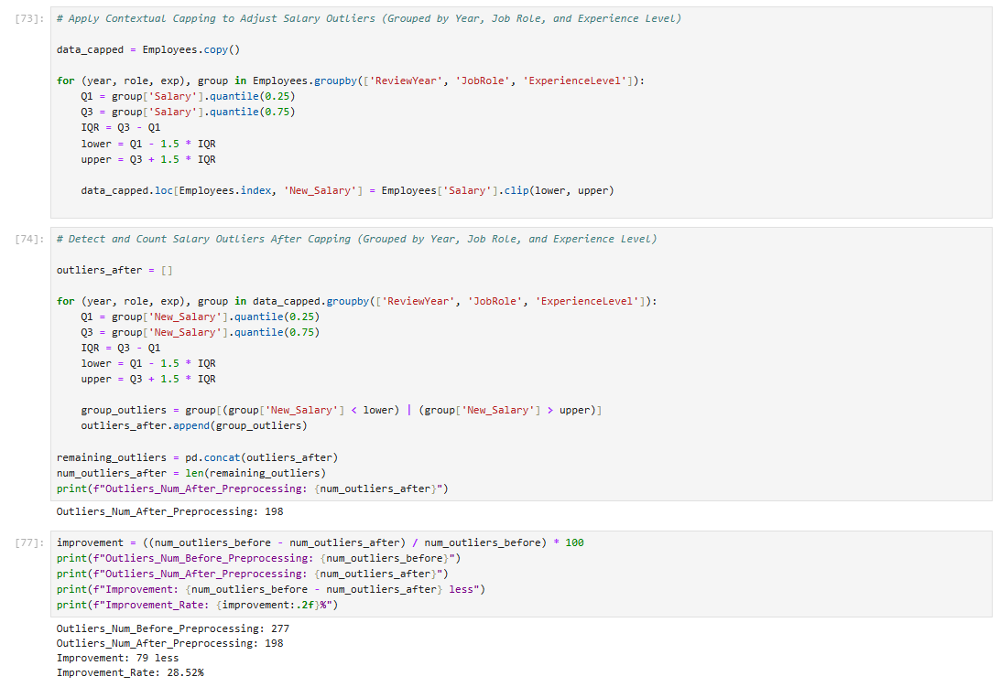 [73]: # Apply Contextual Capping to Adjust Salary Outliers (Grouped by Year, Job Role, and Experience Level)
data_capped = Employees.copy()
for (year, role, exp), group in Employees.groupby(['ReviewYear', 'JobRole', 'ExperienceLevel']):
    Q1 = group['Salary'].quantile(0.25)
    Q3 = group['Salary'].quantile(0.75)
    IQR = Q3 - Q1
    lower = Q1 - 1.5 * IQR
    upper = Q3 + 1.5 * IQR
    data_capped.loc[Employees.index, 'New_Salary'] = Employees['Salary'].clip(lower, upper)
[74]: # Detect and Count Salary Outliers After Capping (Grouped by Year, Job Role, and Experience Level)
outliers_after = []
for (year, role, exp), group in data_capped.groupby(['ReviewYear', 'JobRole', 'ExperienceLevel']):
    Q1 = group['New_Salary'].quantile(0.25)
    Q3 = group['New_Salary'].quantile(0.75)
    IQR = Q3 - Q1
    lower = Q1 - 1.5 * IQR
    upper = Q3 + 1.5 * IQR
    group_outliers = group[(group['New_Salary'] < lower) | (group['New_Salary'] > upper)]
    outliers_after.append(group_outliers)
remaining_outliers = pd.concat(outliers_after)
num_outliers_after = len(remaining_outliers)
print(f"Outliers_Num_After_Preprocessing: {num_outliers_after}")
Outliers_Num_After_Preprocessing: 198
[77]: improvement = ((num_outliers_before - num_outliers_after) / num_outliers_before) * 100
print(f"Outliers_Num_Before_Preprocessing: {num_outliers_before}")
print(f"Outliers_Num_After_Preprocessing: {num_outliers_after}")
print(f"Improvement: {num_outliers_before - num_outliers_after} less")
print(f"Improvement_Rate: {improvement:.2f}%")
Outliers_Num_Before_Preprocessing: 277
Outliers_Num_After_Preprocessing: 198
Improvement: 79 less
Improvement_Rate: 28.52%